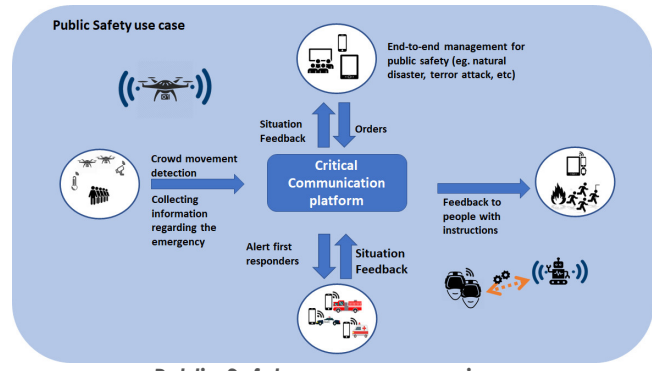 Public Safety use case
End-to-end management for
public safety (eg. natural
disaster, terror attack, etc)
Situation
Feedback
Orders
Crowd movement
detection
Collecting
information
regarding the
emergency
Critical
Communication
platform
Feedback to
people with
instructions
Alert first
responders
Situation
Feedback